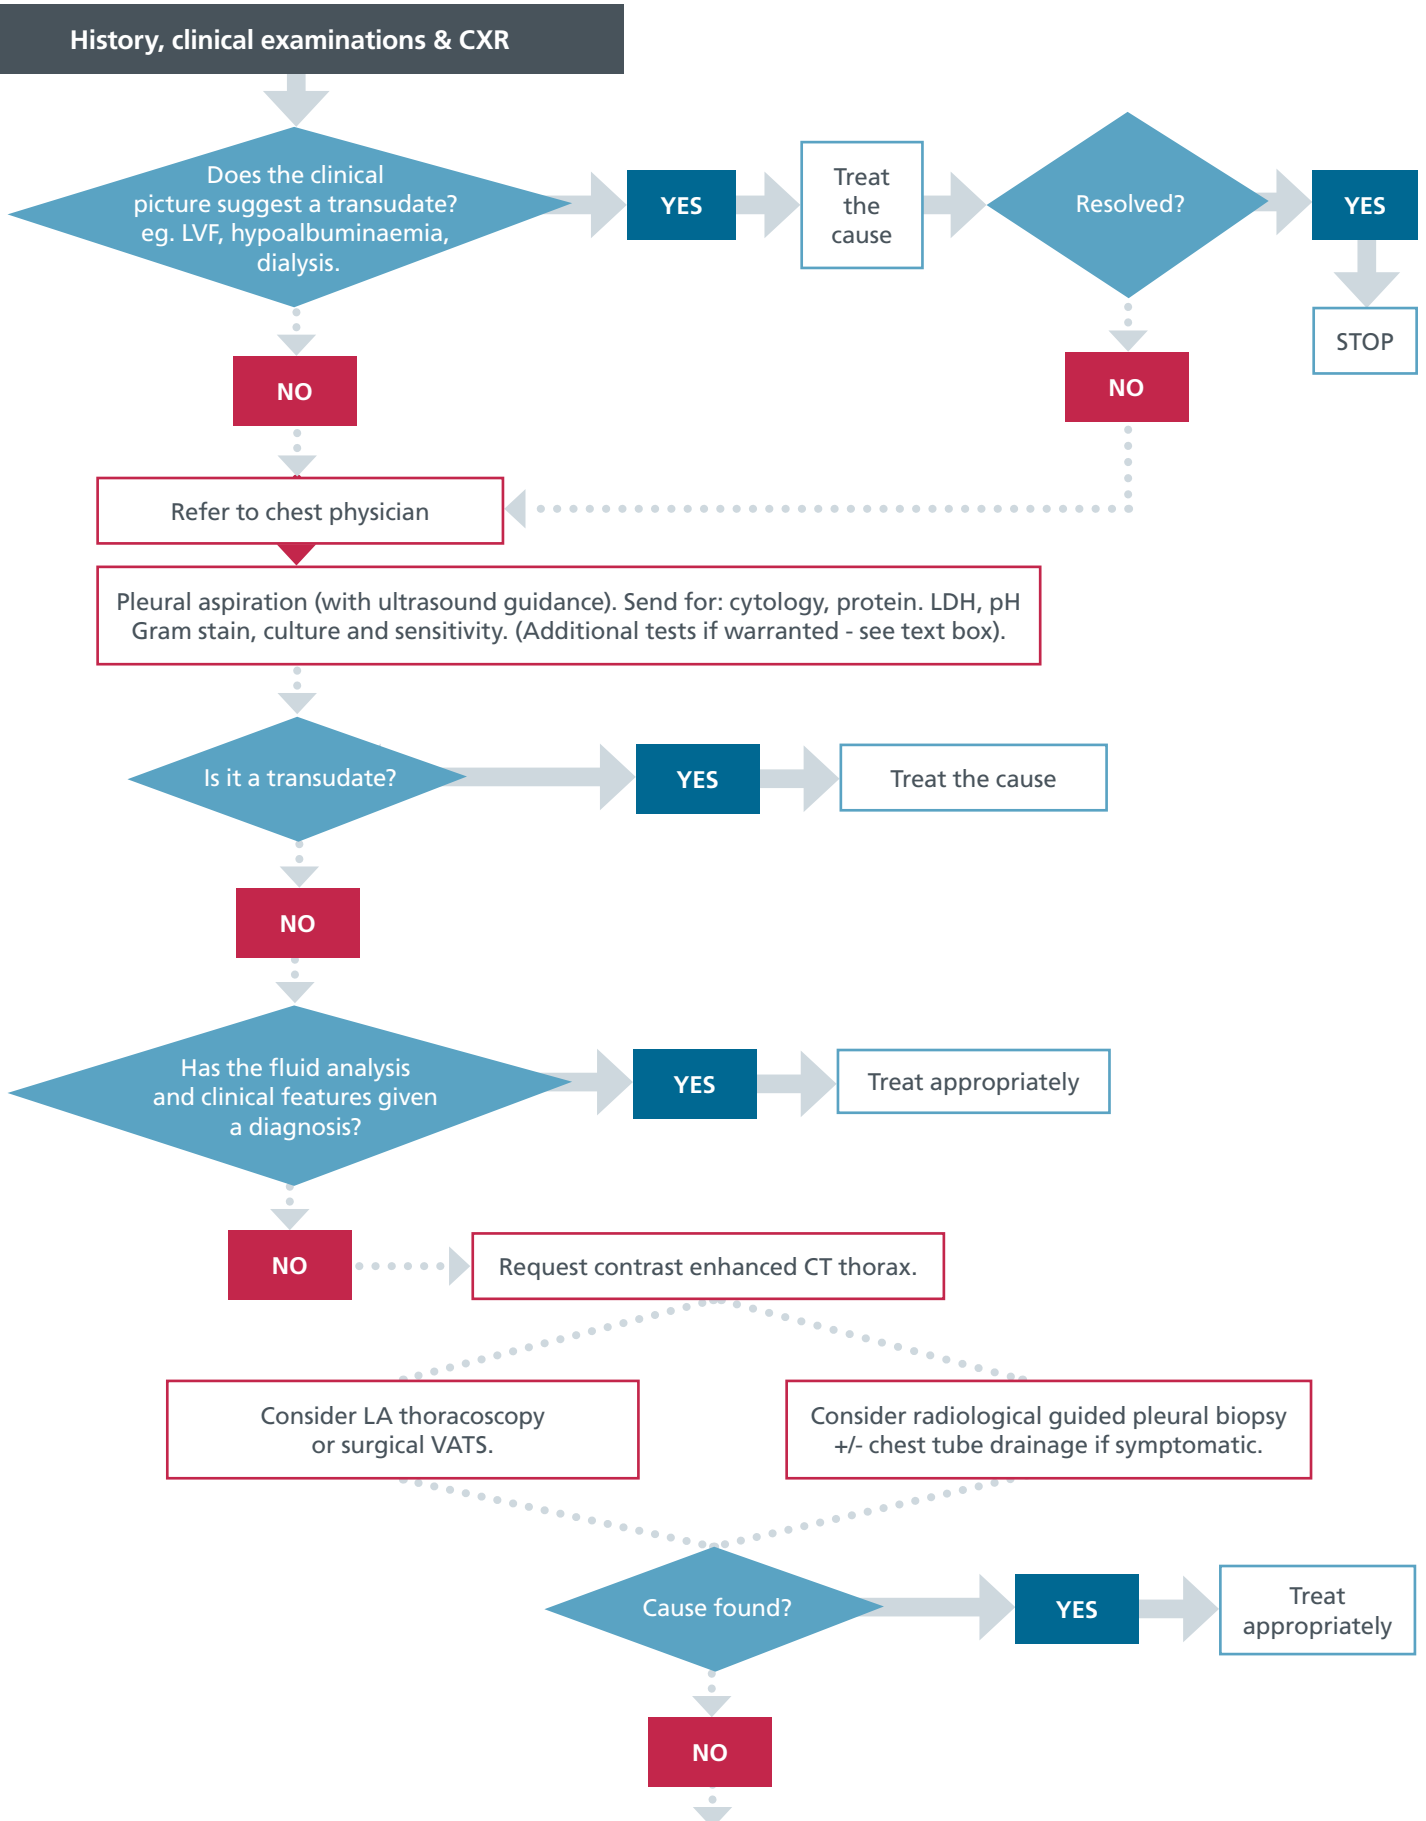 History, clinical examinations & CXR
Does the clinical
picture suggest a transudate?
eg. LVF, hypoalbuminaemia,
dialysis.
YES
Treat
the
cause
Resolved?
YES
STOP
NO
NO
Refer to chest physician
Pleural aspiration (with ultrasound guidance). Send for: cytology, protein. LDH, pH
Gram stain, culture and sensitivity. (Additional tests if warranted - see text box).
Is it a transudate?
YES
Treat the cause
NO
Has the fluid analysis
and clinical features given
a diagnosis?
YES
Treat appropriately
NO
Request contrast enhanced CT thorax.
Consider LA thoracoscopy
or surgical VATS.
Consider radiological guided pleural biopsy
+/- chest tube drainage if symptomatic.
Cause found?
YES
Treat
appropriately
NO